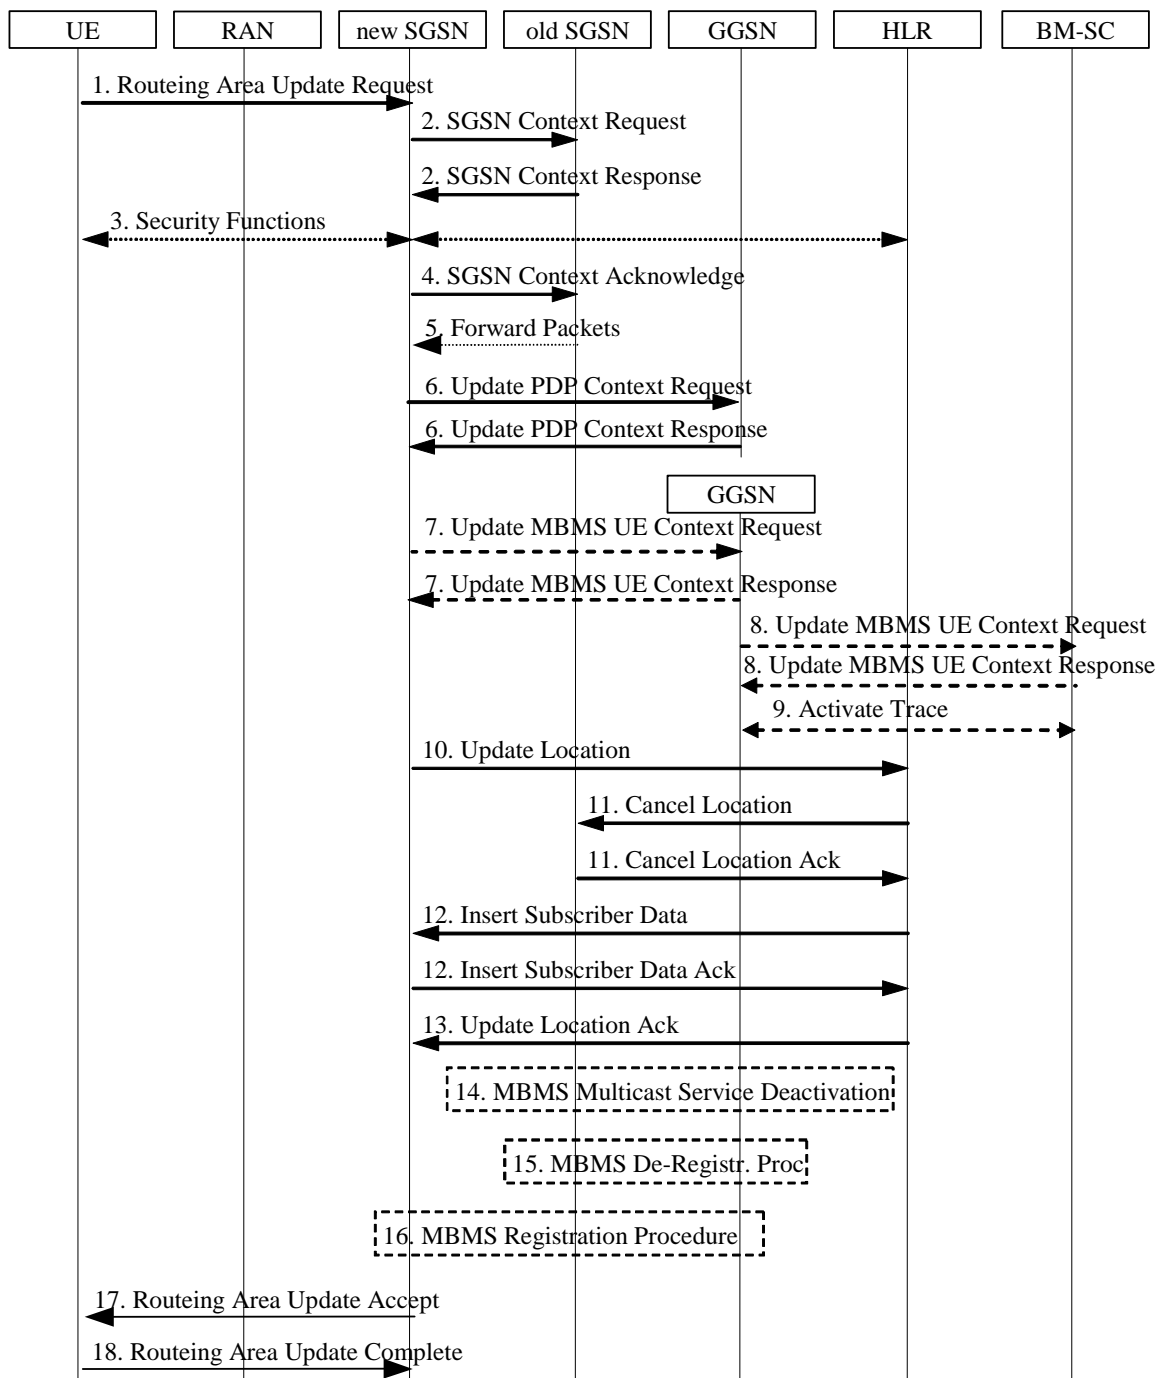 UE
RAN
new SGSN
old SGSN
GGSN
HLR
BM-SC
1. Routeing Area Update Request
2. SGSN Context Request
2. SGSN Context Response
3. Security Functions
4. SGSN Context Acknowledge
5. Forward Packets
6. Update PDP Context Request
6. Update PDP Context Response
GGSN
7. Update MBMS UE Context Request
7. Update MBMS UE Context Response
8. Update MBMS UE Context Request
8. Update MBMS UE Context Response
9. Activate Trace
10. Update Location
11. Cancel Location
11. Cancel Location Ack
12. Insert Subscriber Data
12. Insert Subscriber Data Ack
13. Update Location Ack
14. MBMS Multicast Service Deactivation
15. MBMS De-Registr. Proc
16. MBMS Registration Procedure
17. Routeing Area Update Accept
18. Routeing Area Update Complete